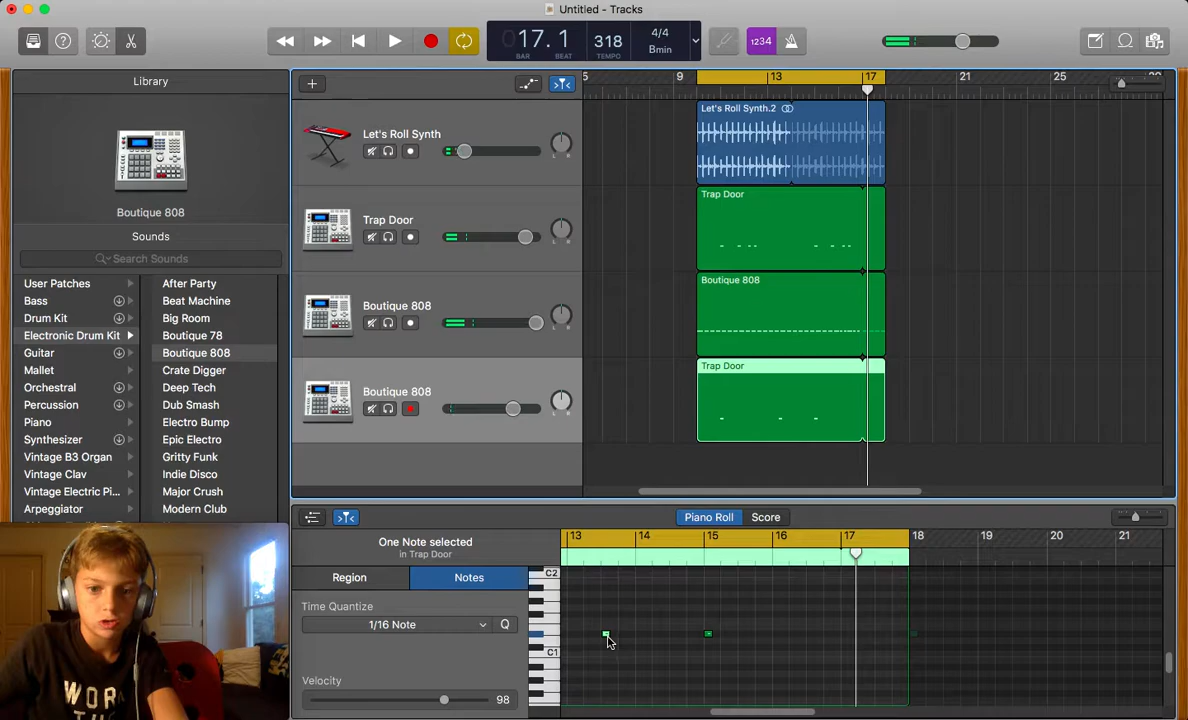 Untitled - Tracks
17. 1
BAR
BEAT
318
TEMPO
4/4
Bmin
1234
Library
Boutique 808
Sounds
Search Sounds
User Patches
Bass
Drum Kit
Electronic Drum Kit
Guitar
Mallet
Orchestral
Percussion
Piano
Synthesizer
Vintage B3 Organ
Vintage Clav
Vintage Electric Pi...
Arpeggiator
After Party
Beat Machine
Big Room
Boutique 78
Boutique 808
Crate Digger
Deep Tech
Dub Smash
Electro Bump
Epic Electro
Gritty Funk
Indie Disco
Major Crush
Modern Club
5
9
13
17
21
25
Let's Roll Synth
L R
Trap Door
L R
Boutique 808
L R
Boutique 808
L R
Let's Roll Synth.2
Trap Door
Boutique 808
Trap Door
Piano Roll
Score
One Note selected
in Trap Door
Region
Notes
Time Quantize
1/16 Note
Q
Velocity
98
13
14
15
16
17
18
19
20
21
C2
C1
WOR